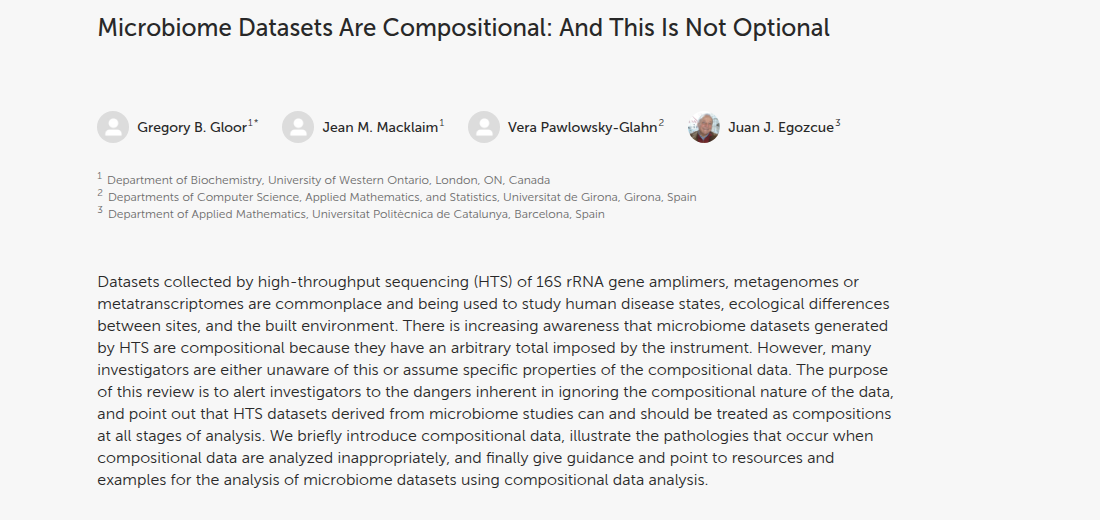 Microbiome Datasets Are Compositional: And This Is Not Optional
Gregory B. Gloor1* Jean M. Macklaim1 Vera Pawlowsky-Glahn2 Juan J. Egozcue3
1 Department of Biochemistry, University of Western Ontario, London, ON, Canada
2 Departments of Computer Science, Applied Mathematics, and Statistics, Universitat de Girona, Girona, Spain
3 Department of Applied Mathematics, Universitat Politècnica de Catalunya, Barcelona, Spain
Datasets collected by high-throughput sequencing (HTS) of 16S rRNA gene amplimers, metagenomes or
metatranscriptomes are commonplace and being used to study human disease states, ecological differences
between sites, and the built environment. There is increasing awareness that microbiome datasets generated
by HTS are compositional because they have an arbitrary total imposed by the instrument. However, many
investigators are either unaware of this or assume specific properties of the compositional data. The purpose
of this review is to alert investigators to the dangers inherent in ignoring the compositional nature of the data,
and point out that HTS datasets derived from microbiome studies can and should be treated as compositions
at all stages of analysis. We briefly introduce compositional data, illustrate the pathologies that occur when
compositional data are analyzed inappropriately, and finally give guidance and point to resources and
examples for the analysis of microbiome datasets using compositional data analysis.